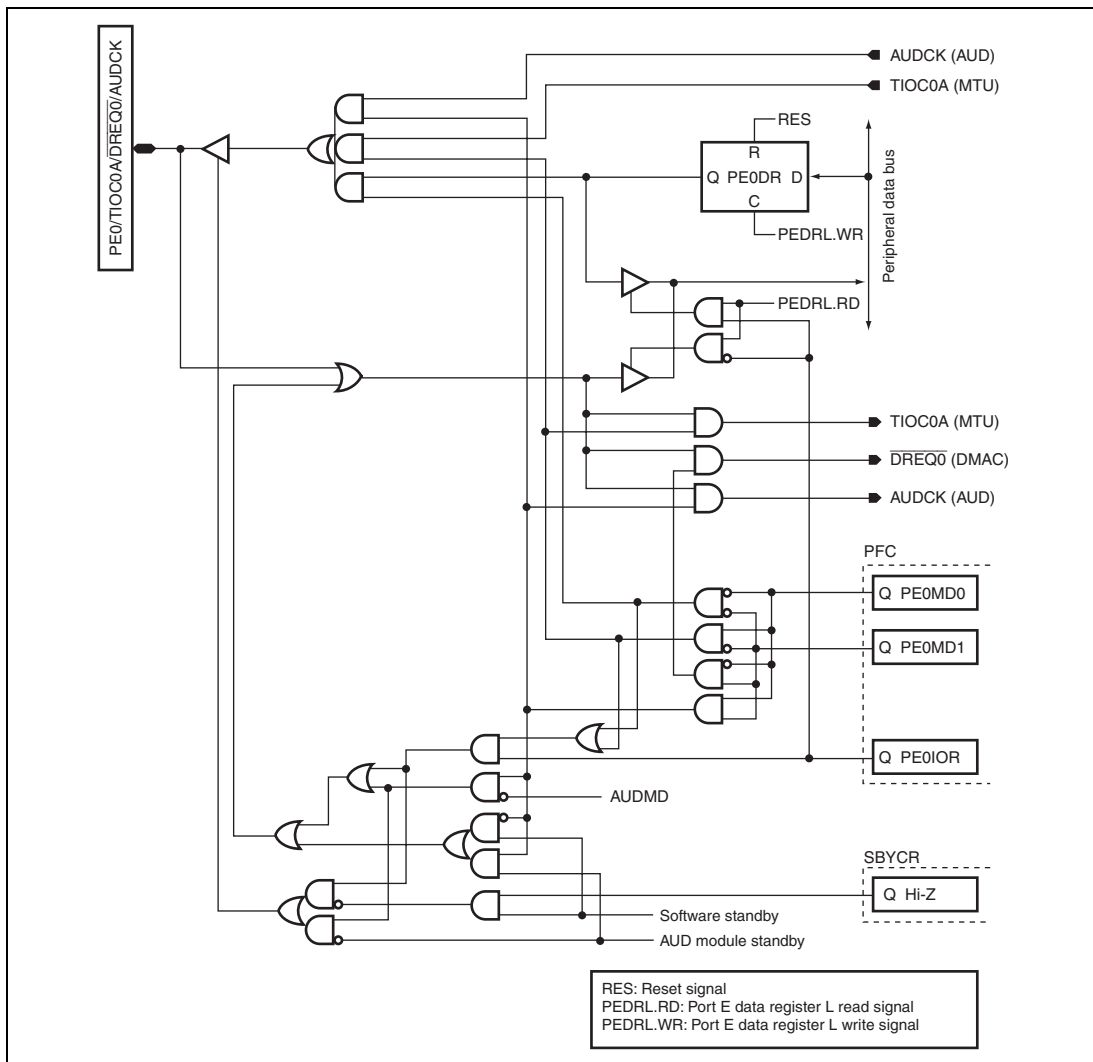 PE0/TIOC0A/DREQ0/AUDCK
AUDCK (AUD)
TIOC0A (MTU)
RES
R
Q PE0DR D
C
PEDRL.WR
Peripheral data bus
PEDRL.RD
TIOC0A (MTU)
DREQ0 (DMAC)
AUDCK (AUD)
PFC
Q PE0MD0
Q PE0MD1
Q PE0IOR
AUDMD
SBYCR
Q Hi-Z
Software standby
AUD module standby
RES: Reset signal
PEDRL.RD: Port E data register L read signal
PEDRL.WR: Port E data register L write signal